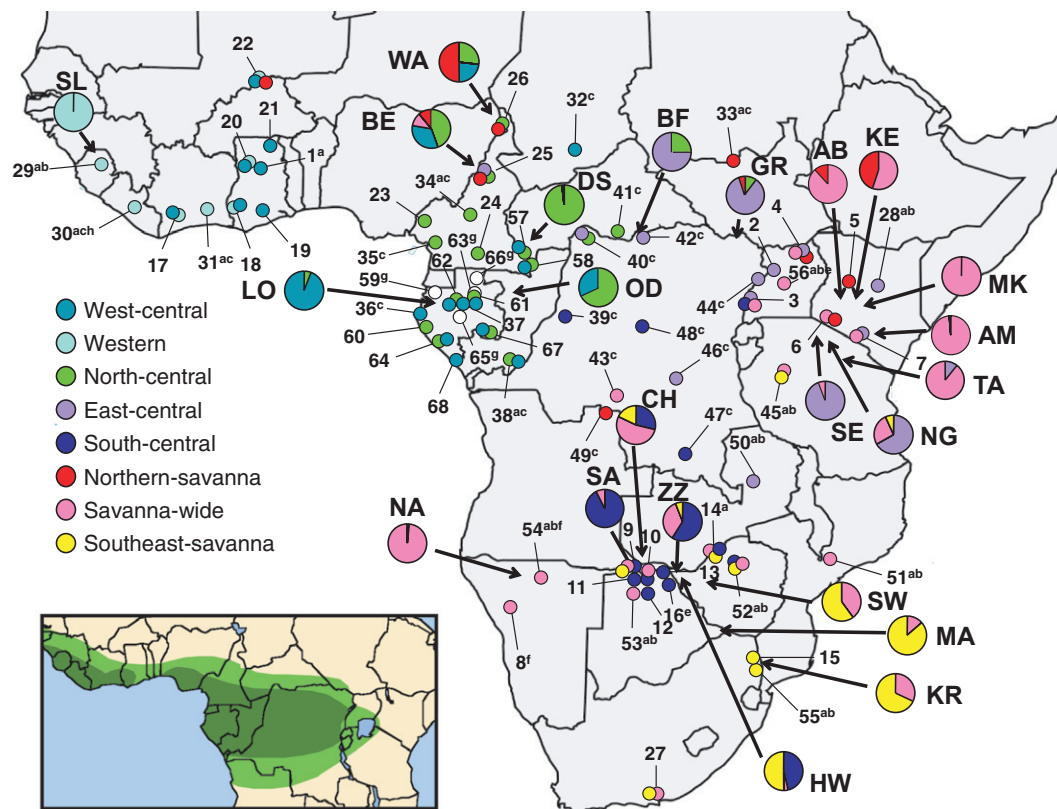 22
SL
WA
26
32ᶜ
BF
33ᵃᶜ
KE
AB
21
20
1ᵃ
BE
25
GR
29ᵃᵇ
34ᵃᶜ
DS
41ᶜ
2
4
5
28ᵃᵇ
23
24
57
30ᵃᶜʰ
17
31ᵃᶜ
18
19
35ᶜ
63ᵍ
62
66ᵍ
58
40ᶜ
42ᶜ
56ᵃᵇᵉ
MK
59ᵍ
LO
61
OD
44ᶜ
3
36ᶜ
37
39ᶜ
48ᶜ
AM
60
64
65ᵍ
67
6
7
TA
68
38ᵃᶜ
43ᶜ
46ᶜ
45ᵃᵇ
SE
NG
West-central
Western
North-central
East-central
South-central
Northern-savanna
Savanna-wide
Southeast-savanna
CH
49ᶜ
47ᶜ
50ᵃᵇ
SA
ZZ
NA
54ᵃᵇᶠ
9
10
14ᵃ
11
13
51ᵃᵇ
8ᶠ
53ᵃᵇ
12
16ᵉ
52ᵃᵇ
SW
MA
15
KR
55ᵃᵇ
27
HW